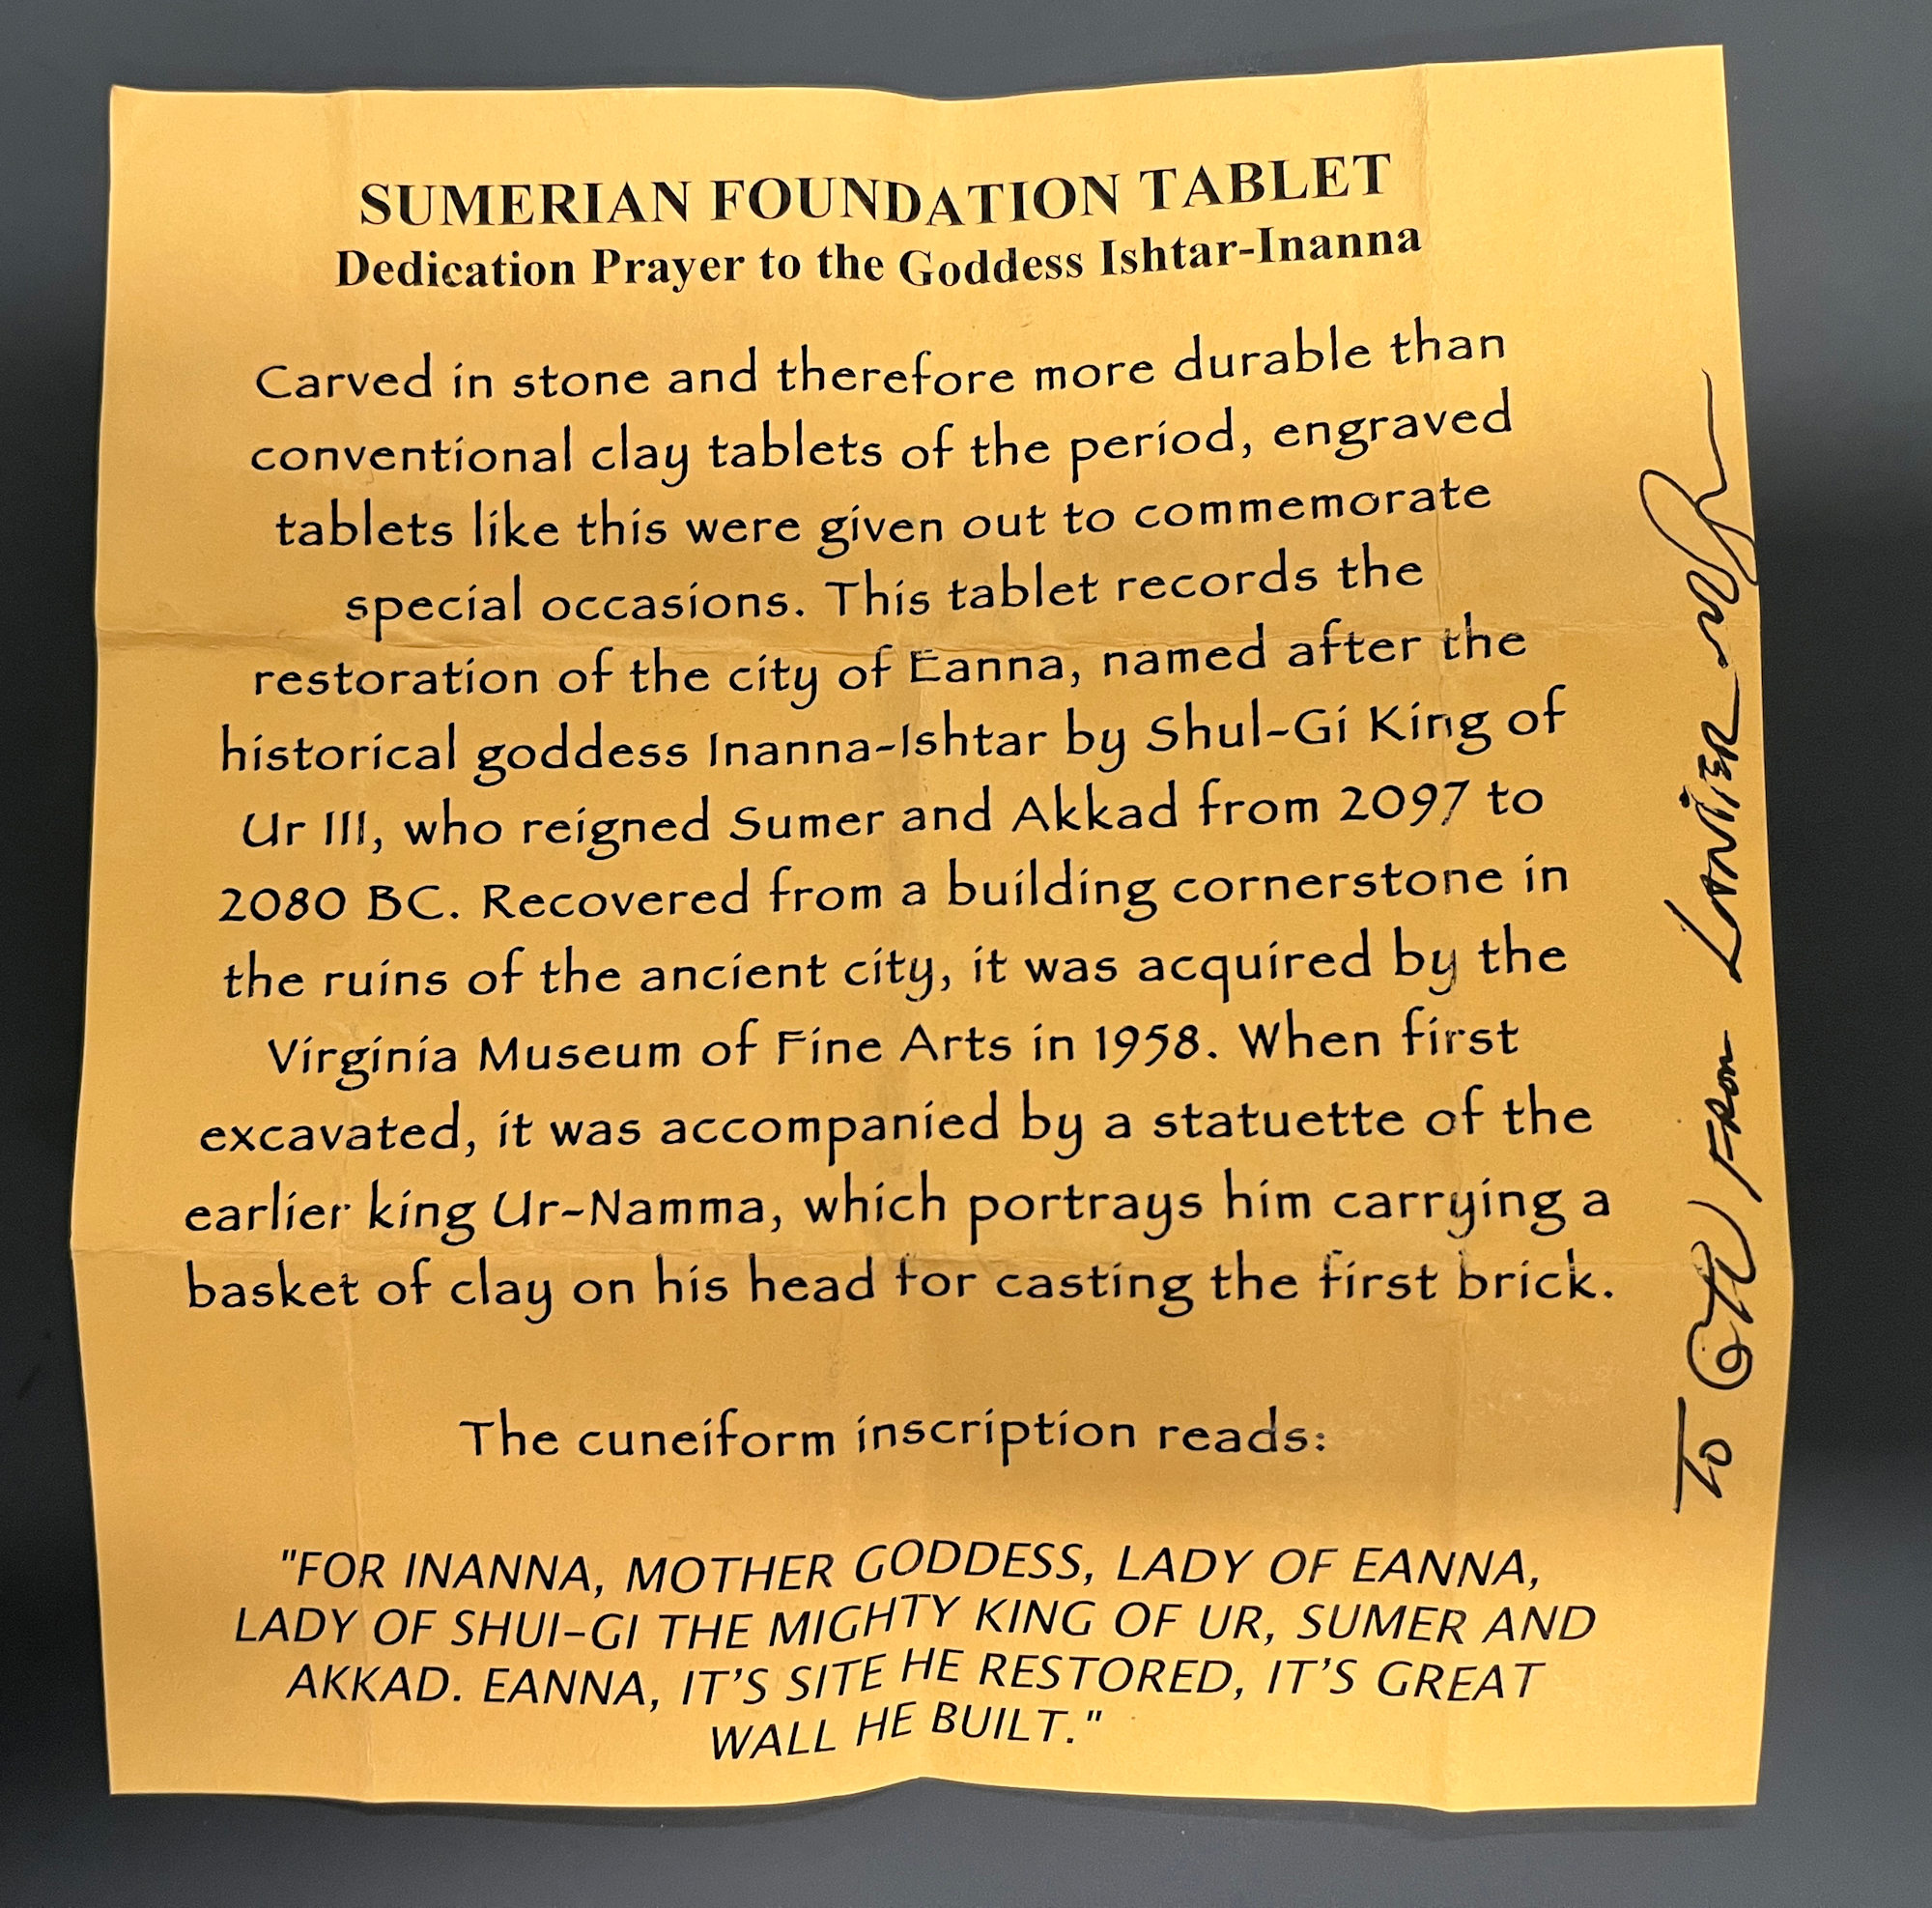 SUMERIAN FOUNDATION TABLET
Dedication Prayer to the Goddess Ishtar-Inanna
Carved in stone and therefore more durable than
conventional clay tablets of the period, engraved
tablets like this were given out to commemorate
special occasions. This tablet records the
restoration of the city of Eanna, named after the
historical goddess Inanna-Ishtar by Shul-Gi King of
Ur III, who reigned Sumer and Akkad from 2097 to
2080 BC. Recovered from a building cornerstone in
the ruins of the ancient city, it was acquired by the
Virginia Museum of Fine Arts in 1958. When first
excavated, it was accompanied by a statuette of the
earlier king Ur-Namma, which portrays him carrying a
basket of clay on his head for casting the first brick.
The cuneiform inscription reads:
"FOR INANNA, MOTHER GODDESS, LADY OF EANNA,
LADY OF SHUI-GI THE MIGHTY KING OF UR, SUMER AND
AKKAD. EANNA, IT'S SITE HE RESTORED, IT'S GREAT
WALL HE BUILT."
To FROM LANIER